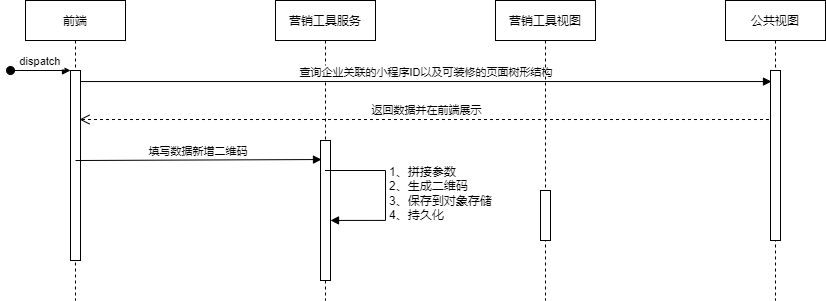 前端
营销工具服务
营销工具视图
公共视图
dispatch
查询企业关联的小程序ID以及可装修的页面树形结构
返回数据并在前端展示
填写数据新增二维码
1、拼接参数
2、生成二维码
3、保存到对象存储
4、持久化